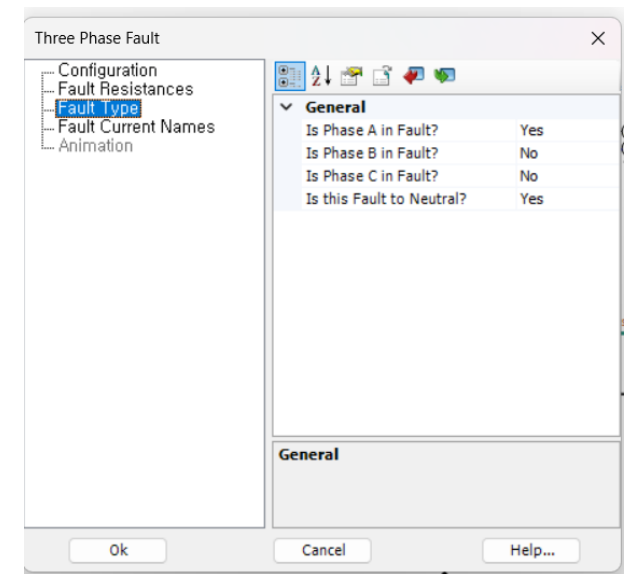 Three Phase Fault
Configuration
Fault Resistances
Fault Type
Fault Current Names
Animation
General
Is Phase A in Fault? Yes
Is Phase B in Fault? No
Is Phase C in Fault? No
Is this Fault to Neutral? Yes
General
Ok Cancel Help...